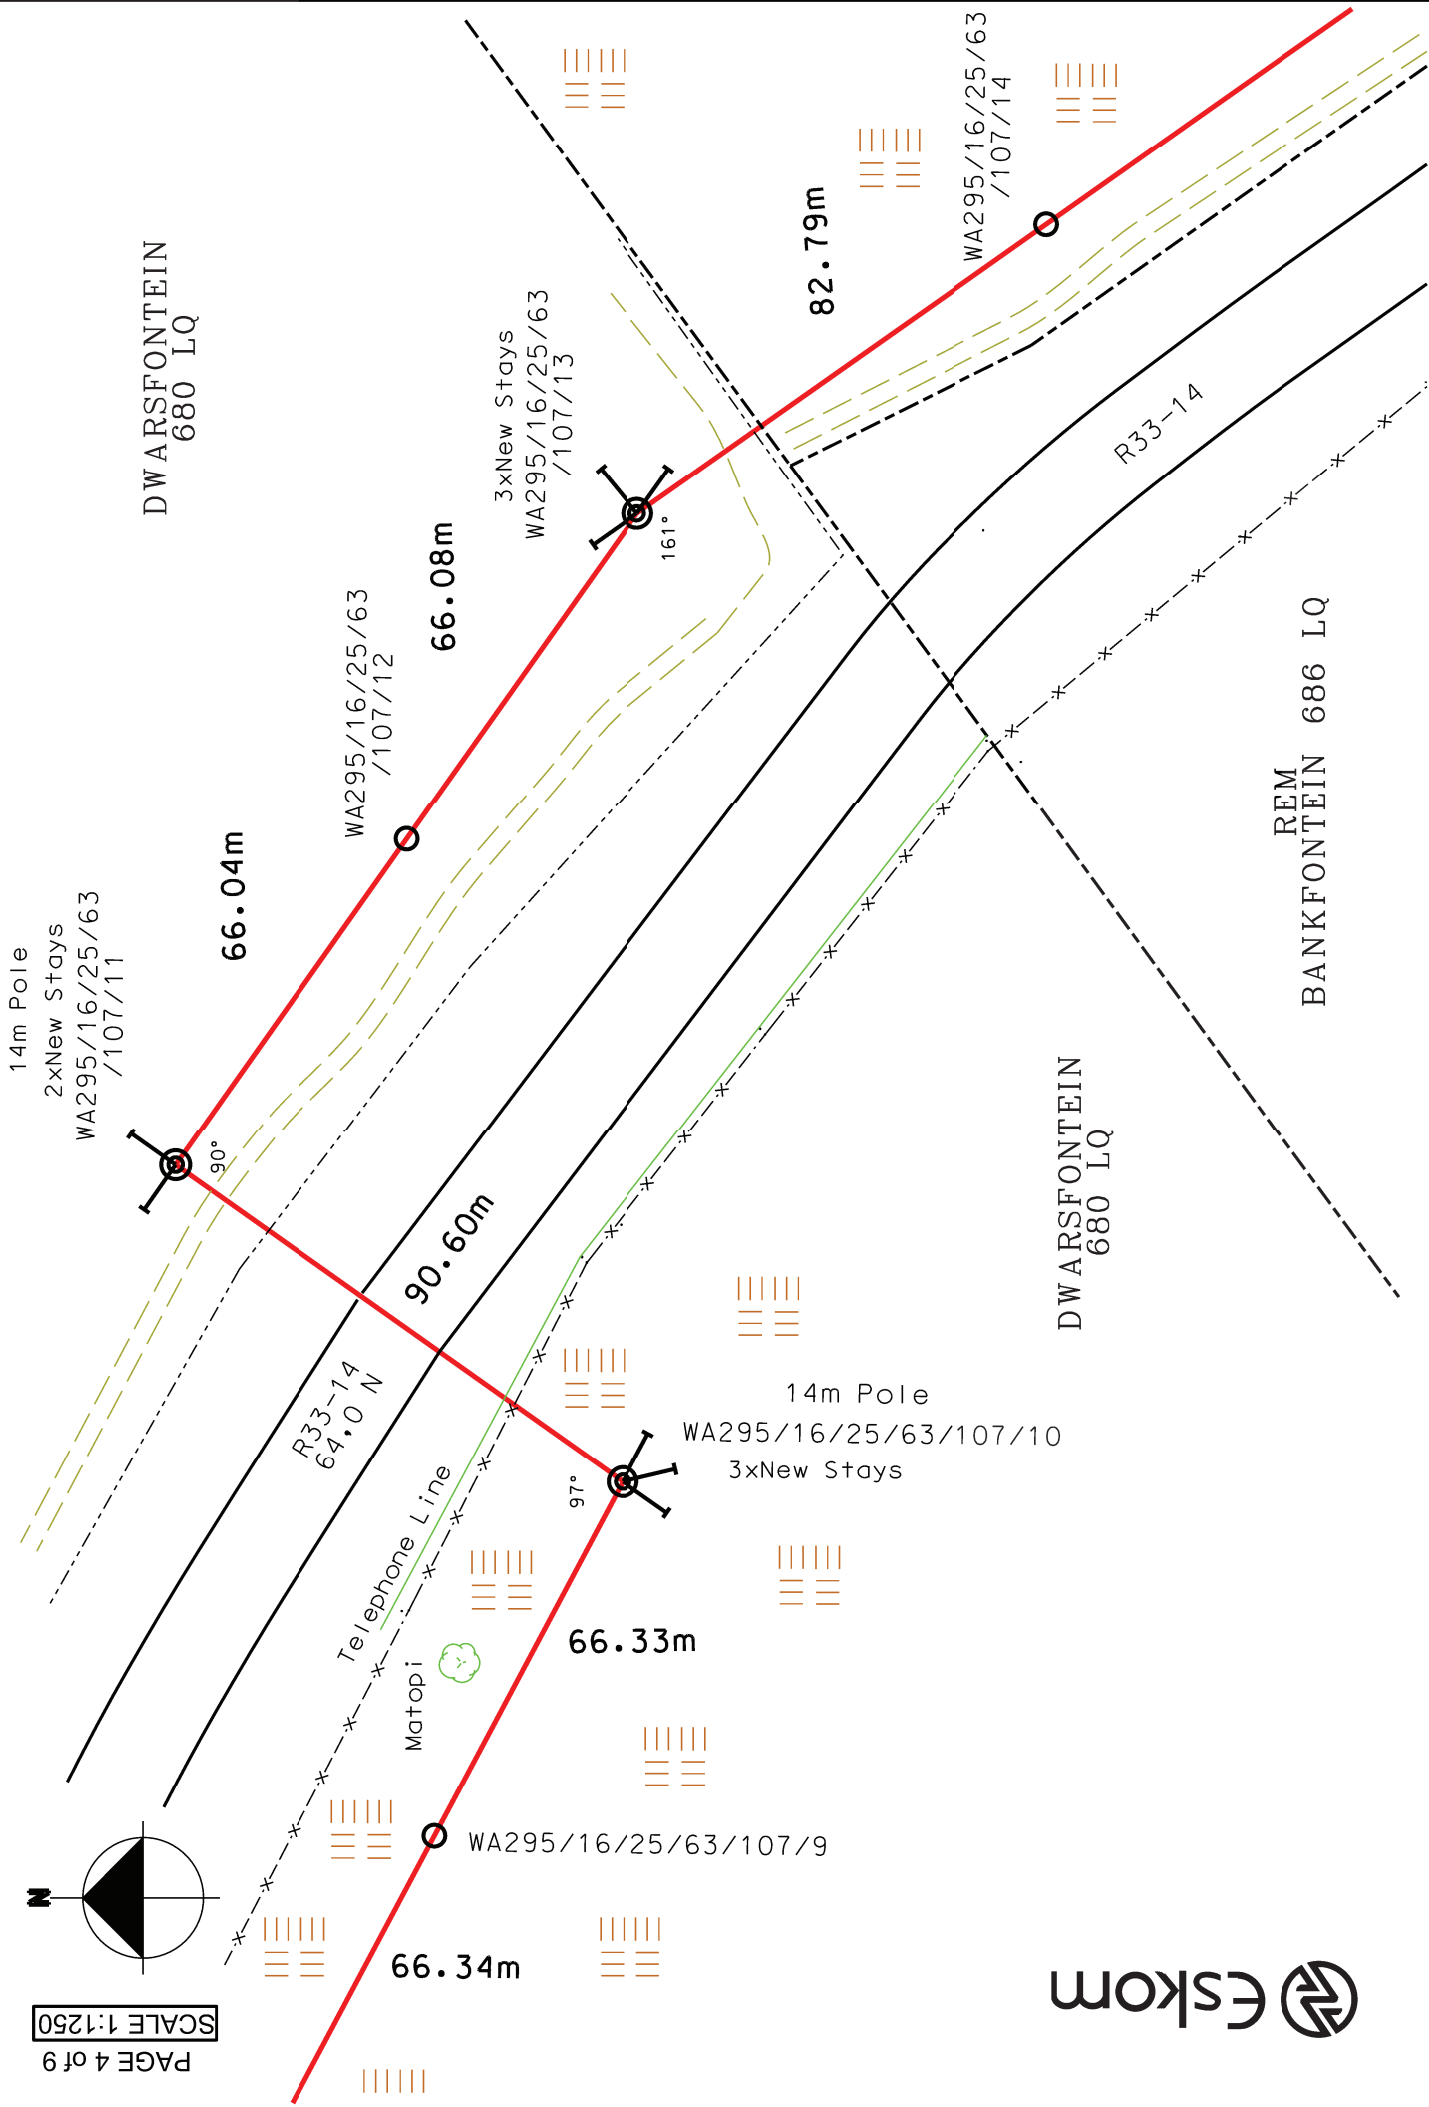 WA295/16/25/63
/107/14
82.79m
DWARSFONTEIN
680 LQ
3xNew Stays
WA295/16/25/63
/107/13
161°
R33-14
66.08m
WA295/16/25/63
/107/12
66.04m
14m Pole
2xNew Stays
WA295/16/25/63
/107/11
90°
REM
BANKFONTEIN 686 LQ
DWARSFONTEIN
680 LQ
90.60m
R33-14
64.0 N
14m Pole
WA295/16/25/63/107/10
3xNew Stays
97°
Telephone Line
Matopi
66.33m
WA295/16/25/63/107/9
66.34m
N
SCALE 1:1250
PAGE 4 of 9
Eskom